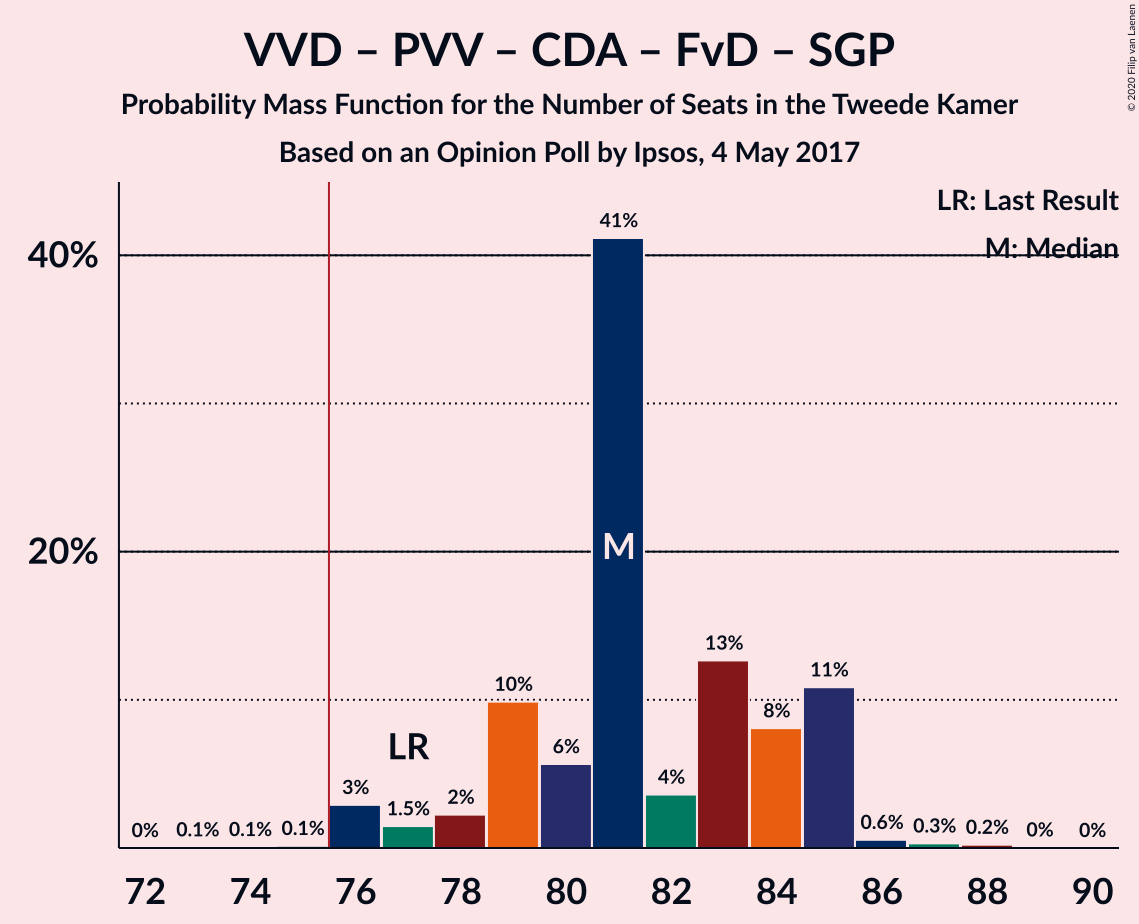 VVD – PVV – CDA – FvD – SGP
Probability Mass Function for the Number of Seats in the Tweede Kamer
Based on an Opinion Poll by Ipsos, 4 May 2017
© 2020 Filip van Laenen
LR: Last Result
M: Median
40%
20%
0%
0.1%
0.1%
0.1%
3%
1.5%
2%
10%
6%
41%
4%
13%
8%
11%
0.6%
0.3%
0.2%
0%
0%
LR
M
72 74 76 78 80 82 84 86 88 90